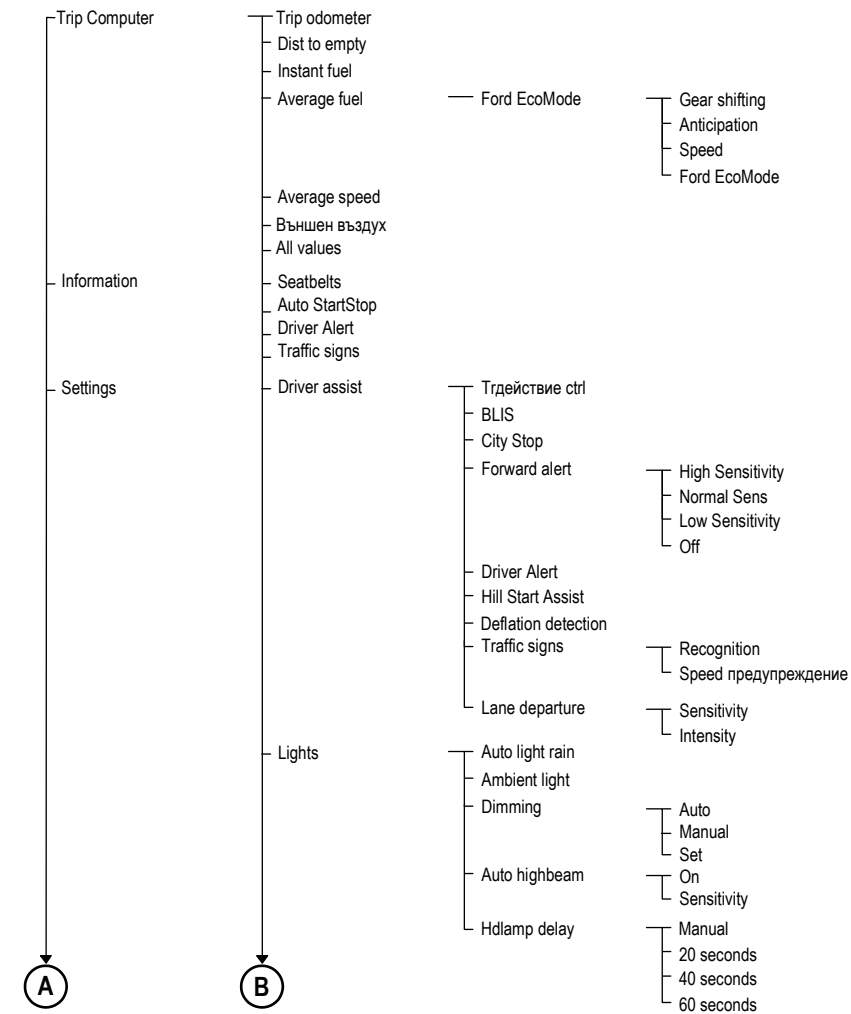 Trip Computer
Trip odometer
Dist to empty
Instant fuel
Average fuel
Ford EcoMode
Gear shifting
Anticipation
Speed
Ford EcoMode
Average speed
Външен въздух
All values
Information
Seatbelts
Auto StartStop
Driver Alert
Traffic signs
Settings
Driver assist
Trгдействие ctrl
BLIS
City Stop
Forward alert
High Sensitivity
Normal Sens
Low Sensitivity
Off
Driver Alert
Hill Start Assist
Deflation detection
Traffic signs
Recognition
Speed предупреждение
Lane departure
Sensitivity
Intensity
Lights
Auto light rain
Ambient light
Dimming
Auto
Manual
Set
Auto highbeam
On
Sensitivity
Hdlamp delay
Manual
20 seconds
40 seconds
60 seconds
A
B